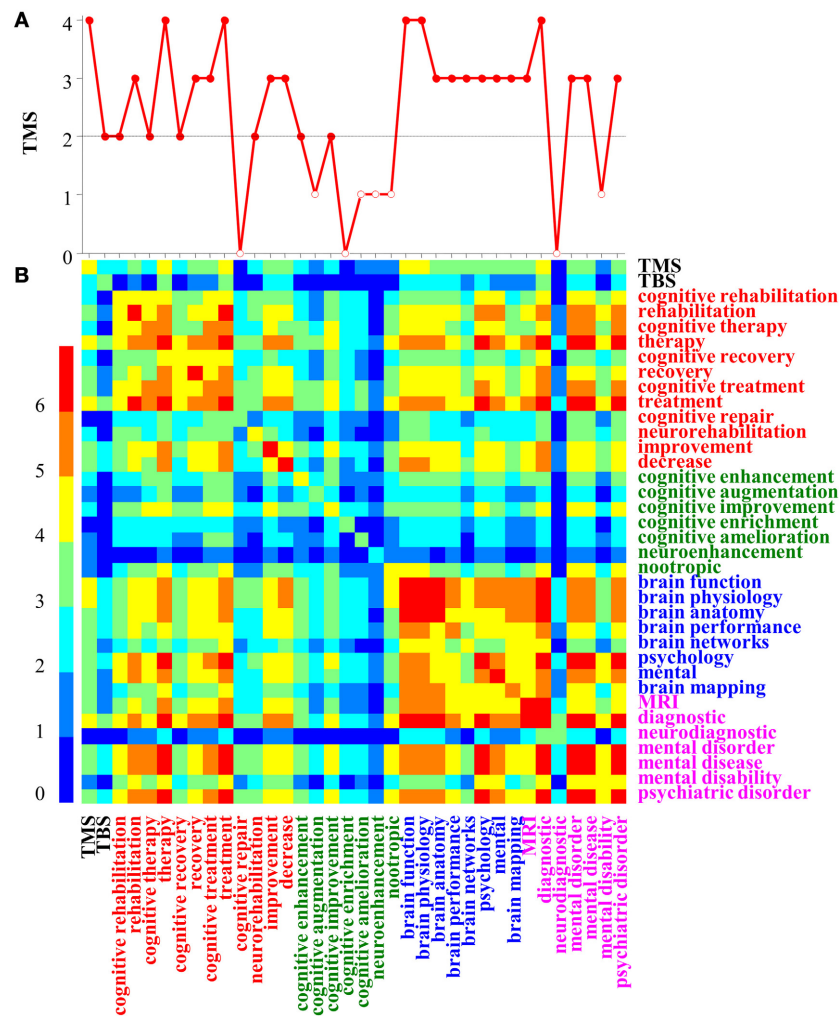 A
4
3
2
1
0
TMS
B
TMS
TBS
cognitive rehabilitation
rehabilitation
cognitive therapy
therapy
cognitive recovery
recovery
cognitive treatment
treatment
cognitive repair
neurorehabilitation
improvement
decrease
cognitive enhancement
cognitive augmentation
cognitive improvement
cognitive enrichment
cognitive amelioration
neuroenhancement
nootropic
brain function
brain physiology
brain anatomy
brain performance
brain networks
psychology
mental
brain mapping
MRI
diagnostic
neurodiagnostic
mental disorder
mental disease
mental disability
psychiatric disorder
6
5
4
3
2
1
0
TMS
TBS
cognitive rehabilitation
rehabilitation
cognitive therapy
therapy
cognitive recovery
recovery
cognitive treatment
treatment
cognitive repair
neurorehabilitation
improvement
decrease
cognitive enhancement
cognitive augmentation
cognitive improvement
cognitive enrichment
cognitive amelioration
neuroenhancement
nootropic
brain function
brain physiology
brain anatomy
brain performance
brain networks
psychology
mental
brain mapping
MRI
diagnostic
neurodiagnostic
mental disorder
mental disease
mental disability
psychiatric disorder